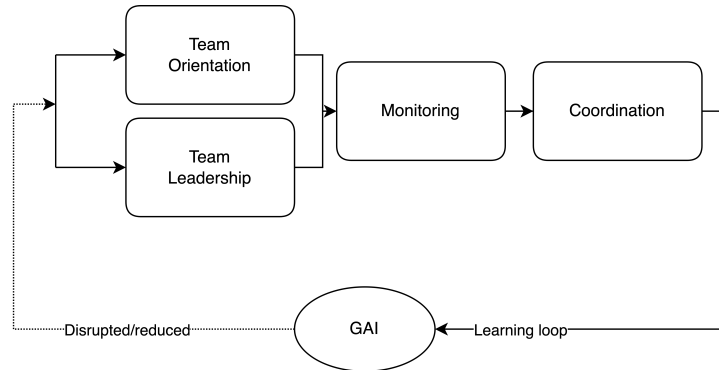 Team
Orientation
Monitoring
Coordination
Team
Leadership
GAI
Disrupted/reduced
Learning loop